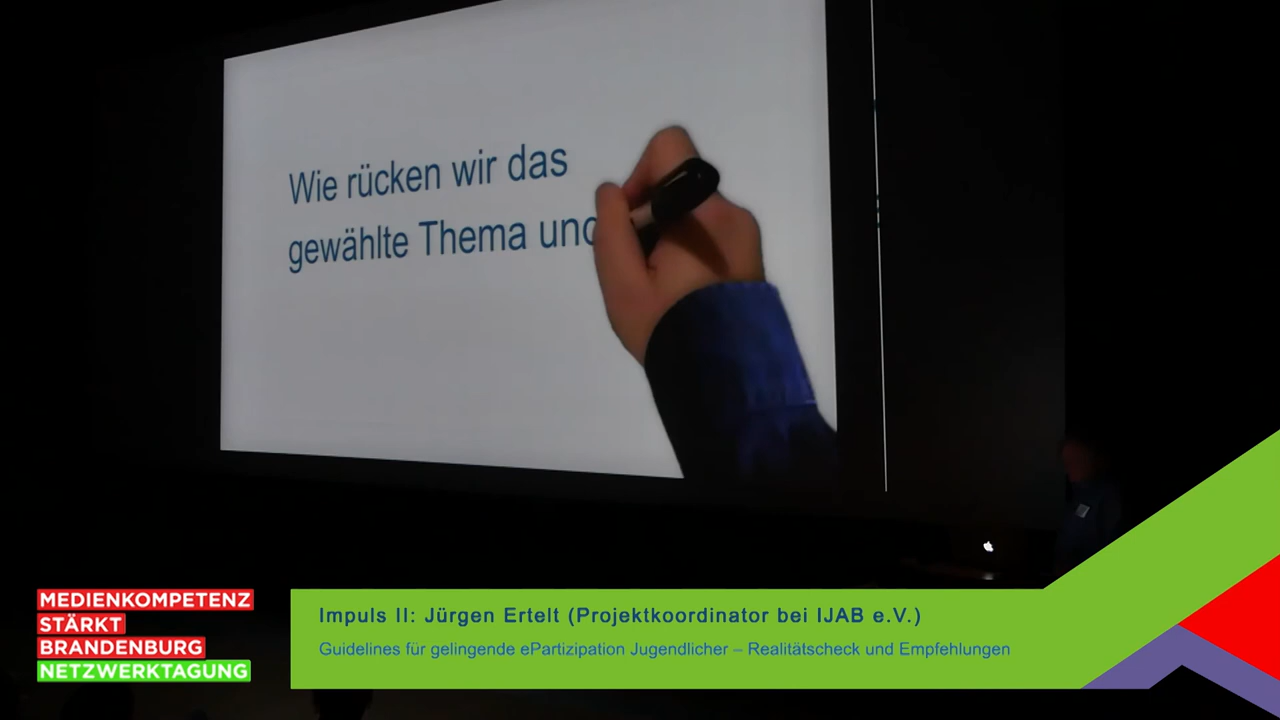 Wie rücken wir das
gewählte Thema und
MEDIENKOMPETENZ
STÄRKT
BRANDENBURG
NETZWERKTAGUNG
Impuls II: Jürgen Ertelt (Projektkoordinator bei IJAB e.V.)
Guidelines für gelingende ePartizipation Jugendlicher – Realitätscheck und Empfehlungen